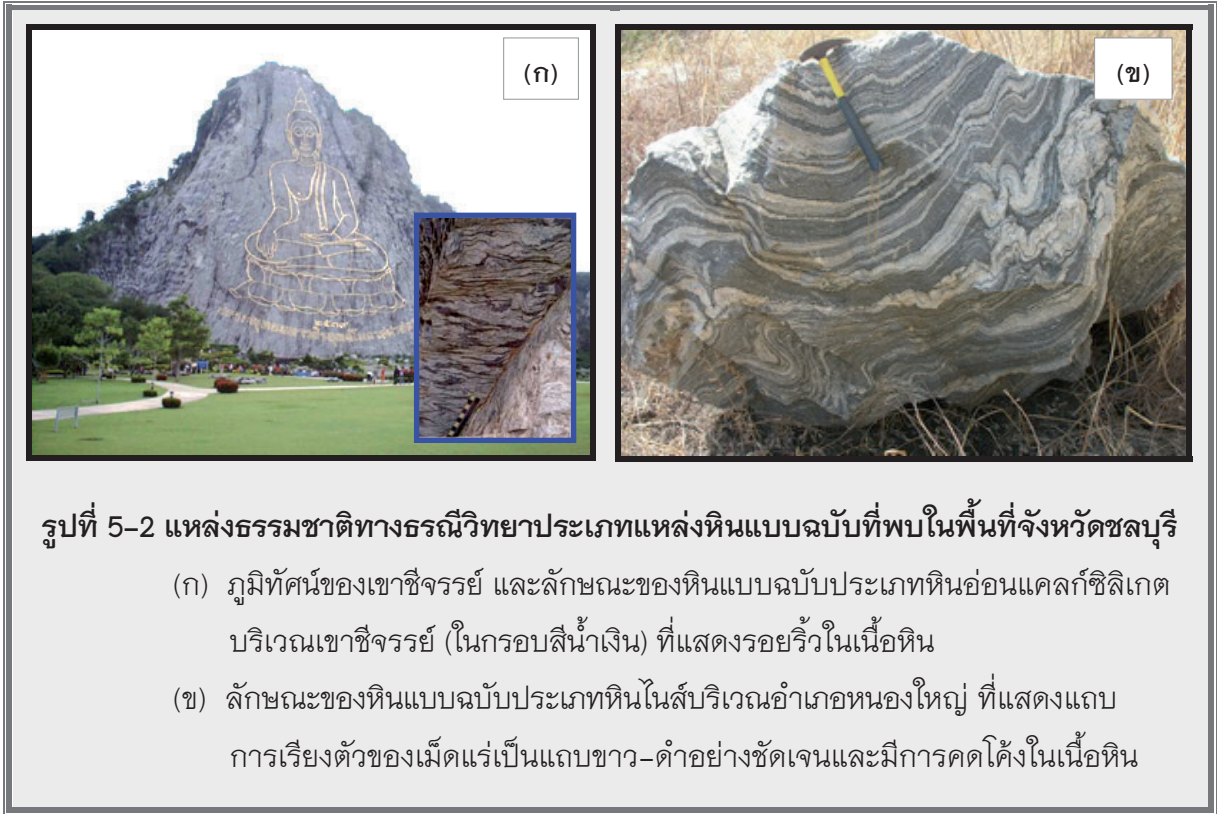 (ก)
(ข)
รูปที่ 5-2 แหล่งธรรมชาติทางธรณีวิทยาประเภทแหล่งหินแบบฉบับที่พบในพื้นที่จังหวัดชลบุรี
(ก) ภูมิทัศน์ของเขาชีจรรย์ และลักษณะของหินแบบฉบับประเภทหินอ่อนแคลก์ซิลิเกต
บริเวณเขาชีจรรย์ (ในกรอบสีน้ำเงิน) ที่แสดงรอยริ้วในเนื้อหิน
(ข) ลักษณะของหินแบบฉบับประเภทหินไนส์บริเวณอำเภอหนองใหญ่ ที่แสดงแถบ
การเรียงตัวของเม็ดแร่เป็นแถบขาว-ดำอย่างชัดเจนและมีการคดโค้งในเนื้อหิน